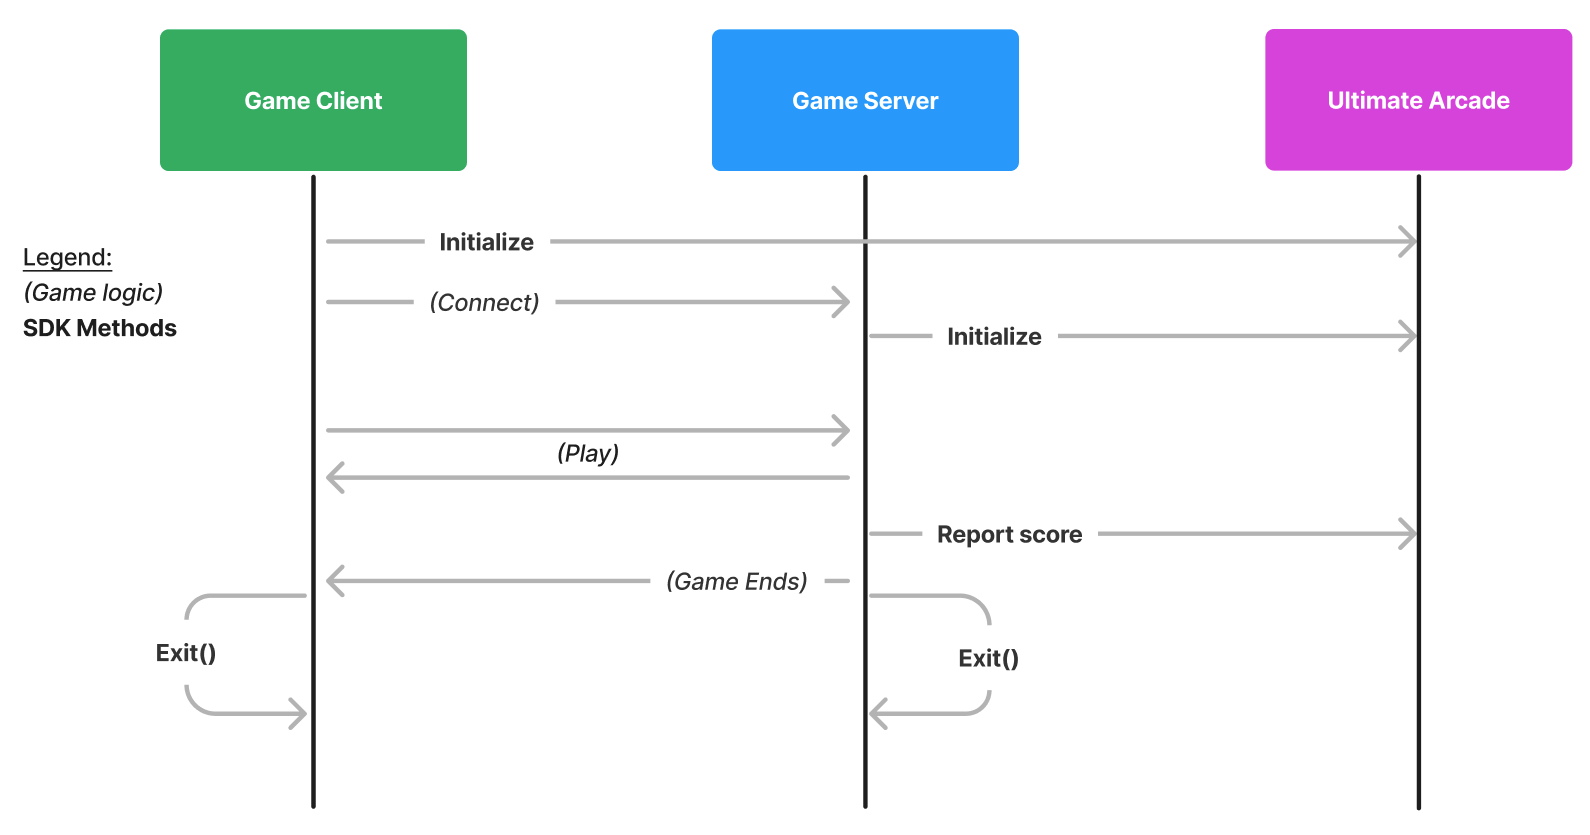 Game Client
Game Server
Ultimate Arcade
Initialize
Legend:
(Game logic)
SDK Methods
(Connect)
Initialize
(Play)
Report score
(Game Ends)
Exit()
Exit()